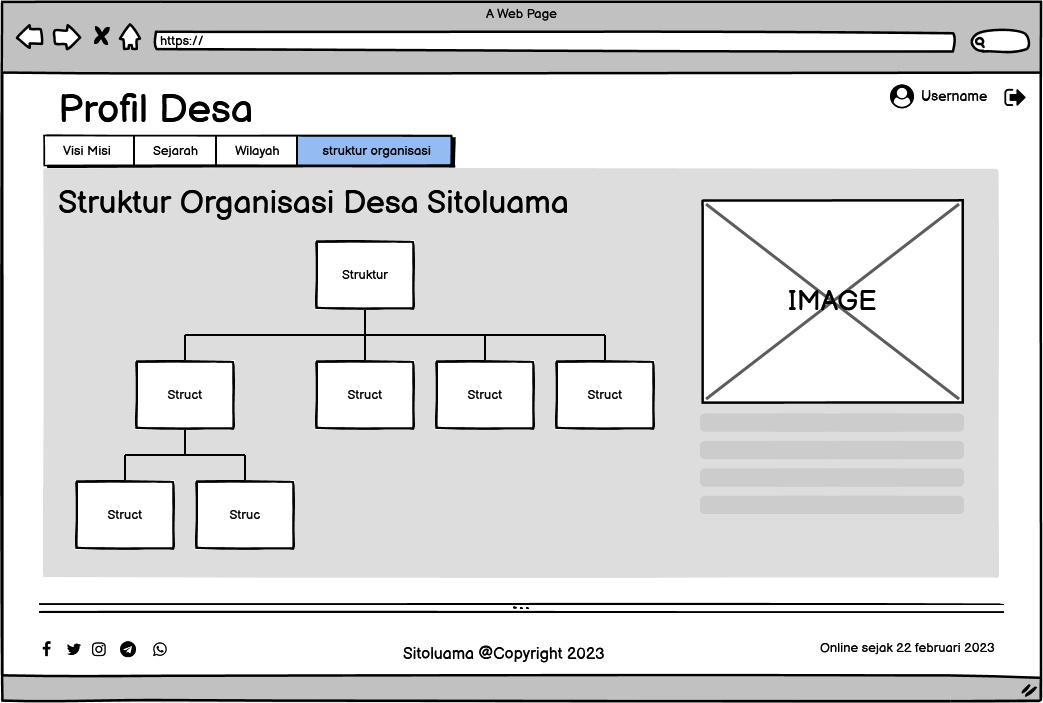 A Web Page
https://
Username
Profil Desa
Visi Misi
Sejarah
Wilayah
struktur organisasi
Struktur Organisasi Desa Sitoluama
Struktur
IMAGE
Struct
Struct
Struct
Struct
Struct
Struc
Sitoluama @Copyright 2023
Online sejak 22 februari 2023